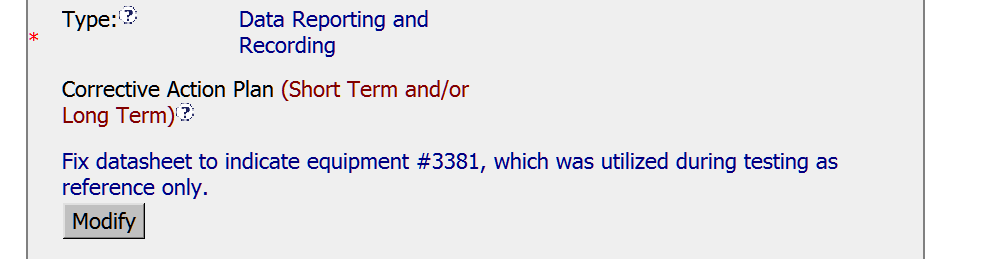 Type:? Data Reporting and
* Recording
Corrective Action Plan (Short Term and/or
Long Term)?
Fix datasheet to indicate equipment #3381, which was utilized during testing as
reference only.
Modify